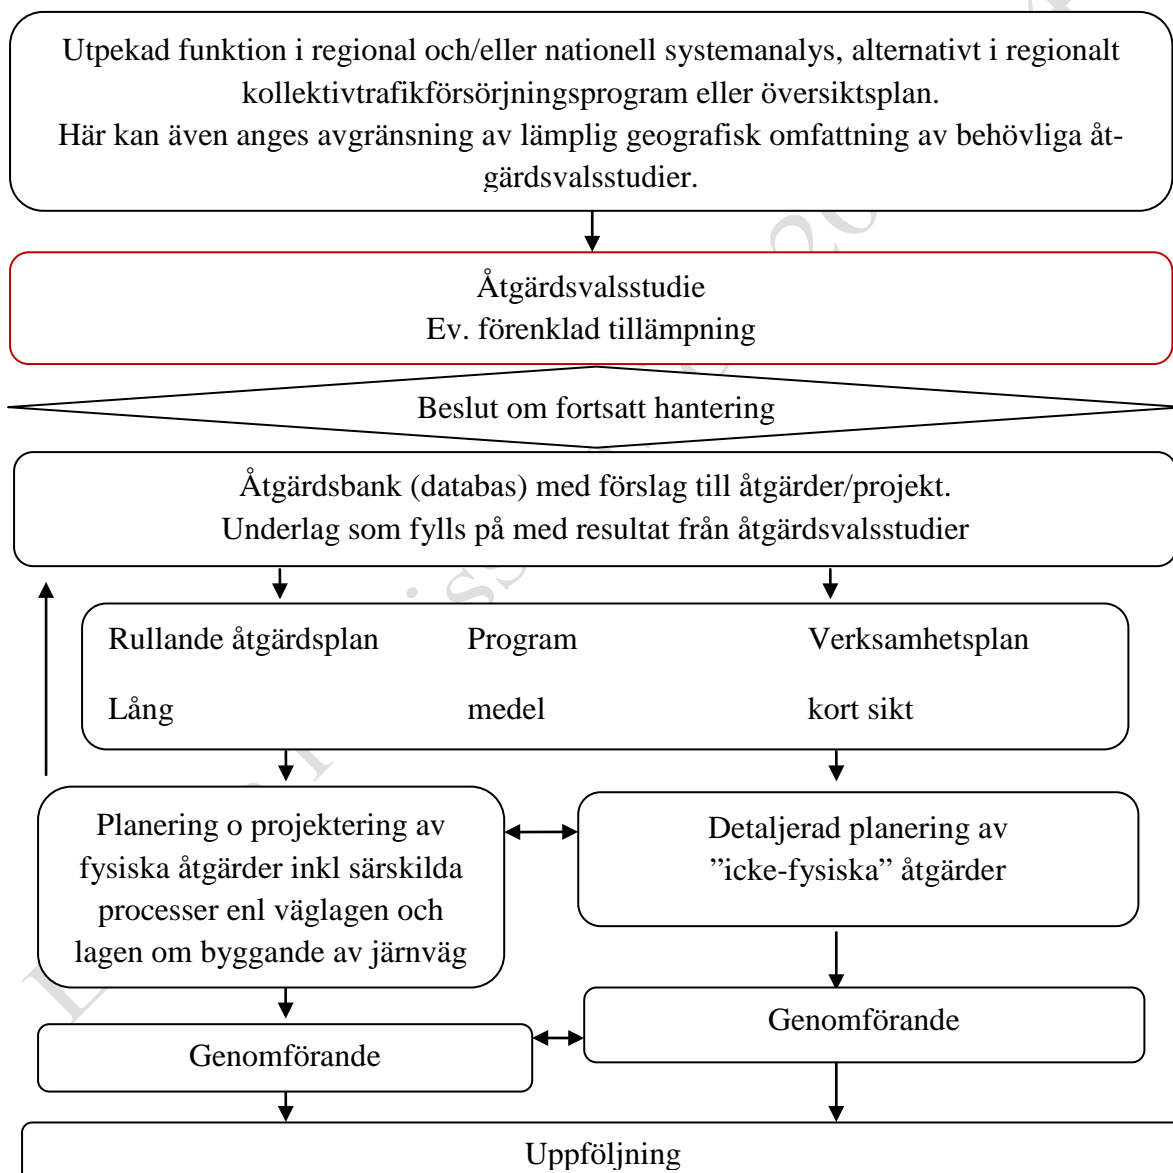 Utpekad funktion i regional och/eller nationell systemanalys, alternativt i regionalt
kollektivtrafikförsörjningsprogram eller översiktsplan.
Här kan även anges avgränsning av lämplig geografisk omfattning av behövliga åt-
gärdsvalsstudier.
Åtgärdsvalsstudie
Ev. förenklad tillämpning
Beslut om fortsatt hantering
Åtgärdsbank (databas) med förslag till åtgärder/projekt.
Underlag som fylls på med resultat från åtgärdsvalsstudier
Rullande åtgärdsplan Program Verksamhetsplan
Lång medel kort sikt
Planering o projektering av
fysiska åtgärder inkl särskilda
processer enl väglagen och
lagen om byggande av järnväg
Detaljerad planering av
”icke-fysiska” åtgärder
Genomförande
Genomförande
Uppföljning